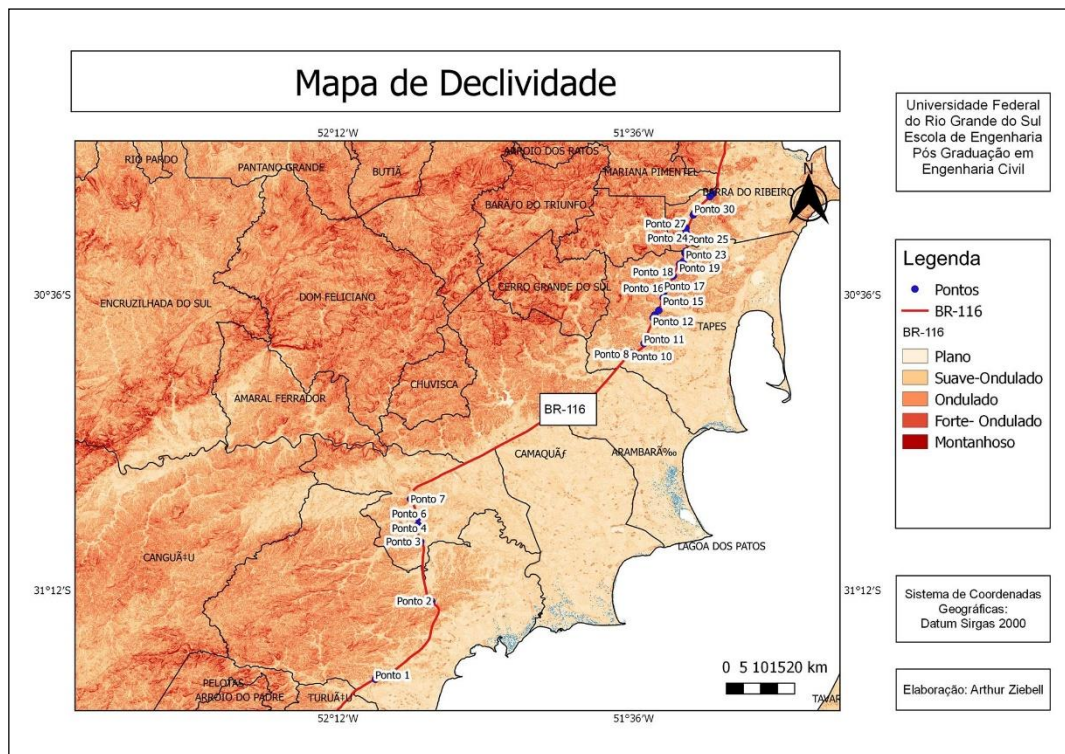 Mapa de Declividade
52°12'W
51°36'W
RIO PARDO
PANTANO GRANDE
BUTIÃ
ARROIO DOS RATOS
MARIANA PIMENTEL
BARRA DO RIBEIRO
N
BARÃƒO DO TRIUNFO
Ponto 30
Ponto 27
Ponto 24
Ponto 25
Ponto 23
Ponto 18
Ponto 19
Ponto 16
Ponto 17
30°36'S
30°36'S
ENCRUZILHADA DO SUL
DOM FELICIANO
CERRO GRANDE DO SUL
Ponto 15
Ponto 12
TAPES
Ponto 11
Ponto 8
Ponto 10
CHUVISCA
AMARAL FERRADOR
BR-116
CAMAQUÃƒ
ARAMBARÃ‰
Ponto 7
Ponto 6
Ponto 4
Ponto 3
LAGOA DOS PATOS
CANGUÃ‡U
31°12'S
31°12'S
Ponto 2
Ponto 1
PELOTAS
ARROIO DO PADRE
TURUÃ‡U
0 5 101520 km
TAVAR
52°12'W
51°36'W
Universidade Federal
do Rio Grande do Sul
Escola de Engenharia
Pós Graduação em
Engenharia Civil
Legenda
Pontos
BR-116
BR-116
Plano
Suave-Ondulado
Ondulado
Forte- Ondulado
Montanhoso
Sistema de Coordenadas
Geográficas:
Datum Sirgas 2000
Elaboração: Arthur Ziebell